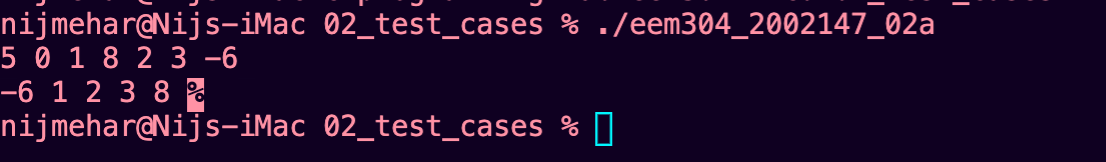 nijmehar@Nijs-iMac 02_test_cases % ./eem304_2002147_02a
5 0 1 8 2 3 -6
-6 1 2 3 8 %
nijmehar@Nijs-iMac 02_test_cases %